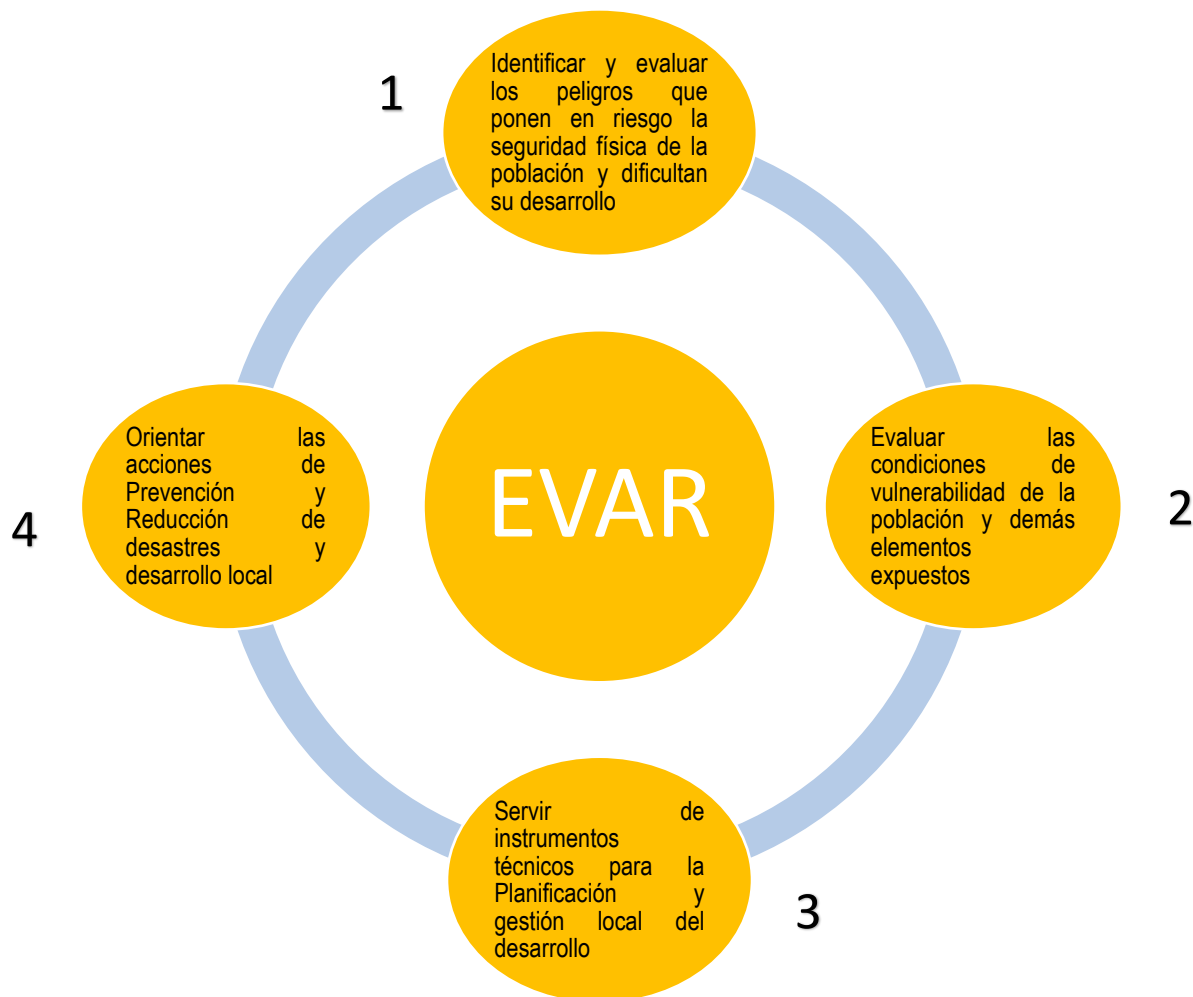 1
Identificar y evaluar
los peligros que
ponen en riesgo la
seguridad física de la
población y dificultan
su desarrollo
EVAR
Evaluar las
condiciones de
vulnerabilidad de la
población y demás
elementos
expuestos
2
Servir de
instrumentos
técnicos para la
Planificación y
gestión local del
desarrollo
3
Orientar las
acciones de
Prevención y
Reducción de
desastres y
desarrollo local
4